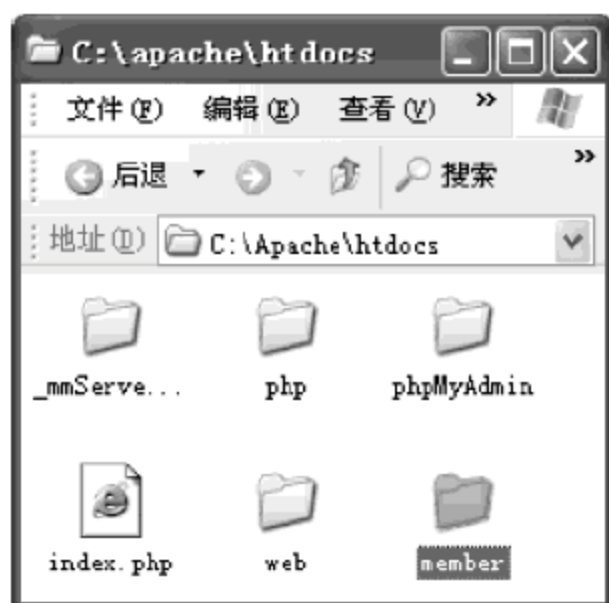 C:\apache\htdocs
文件(F) 编辑(E) 查看(V) »
后退 搜索 »
地址(D) C:\Apache\htdocs
_mmServe... php phpMyAdmin
index.php web member